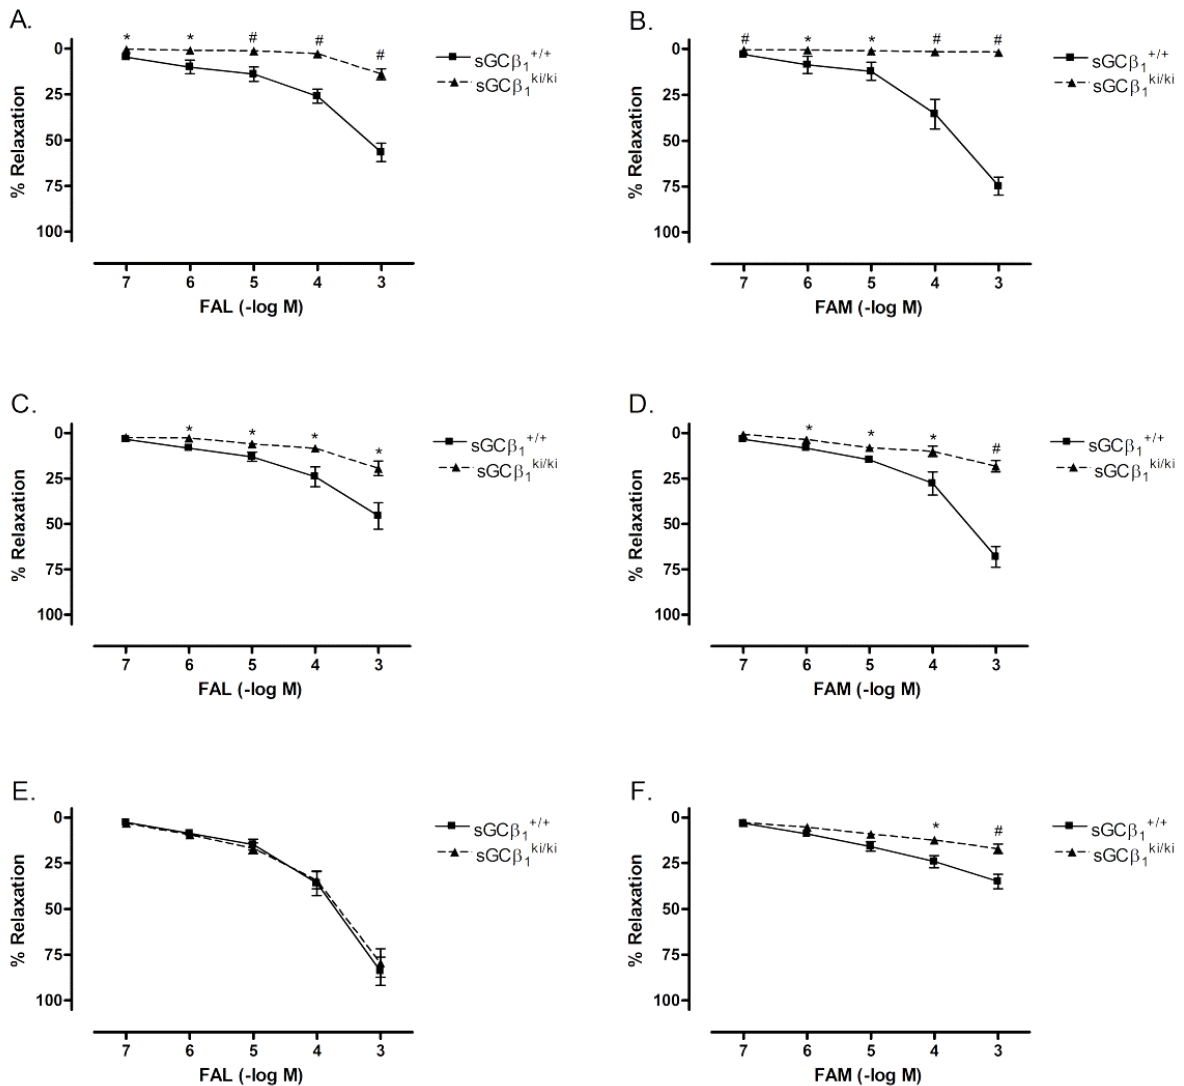 A.
* * # # #
0
25
50
75
100
% Relaxation
7 6 5 4 3
FAL (-log M)
sGCβ₁⁺/⁺
sGCβ₁ki/ki
B.
# * * # #
0
25
50
75
100
% Relaxation
7 6 5 4 3
FAM (-log M)
sGCβ₁⁺/⁺
sGCβ₁ki/ki
C.
* * * *
0
25
50
75
100
% Relaxation
7 6 5 4 3
FAL (-log M)
sGCβ₁⁺/⁺
sGCβ₁ki/ki
D.
* * * #
0
25
50
75
100
% Relaxation
7 6 5 4 3
FAM (-log M)
sGCβ₁⁺/⁺
sGCβ₁ki/ki
E.
0
25
50
75
100
% Relaxation
7 6 5 4 3
FAL (-log M)
sGCβ₁⁺/⁺
sGCβ₁ki/ki
F.
* #
0
25
50
75
100
% Relaxation
7 6 5 4 3
FAM (-log M)
sGCβ₁⁺/⁺
sGCβ₁ki/ki